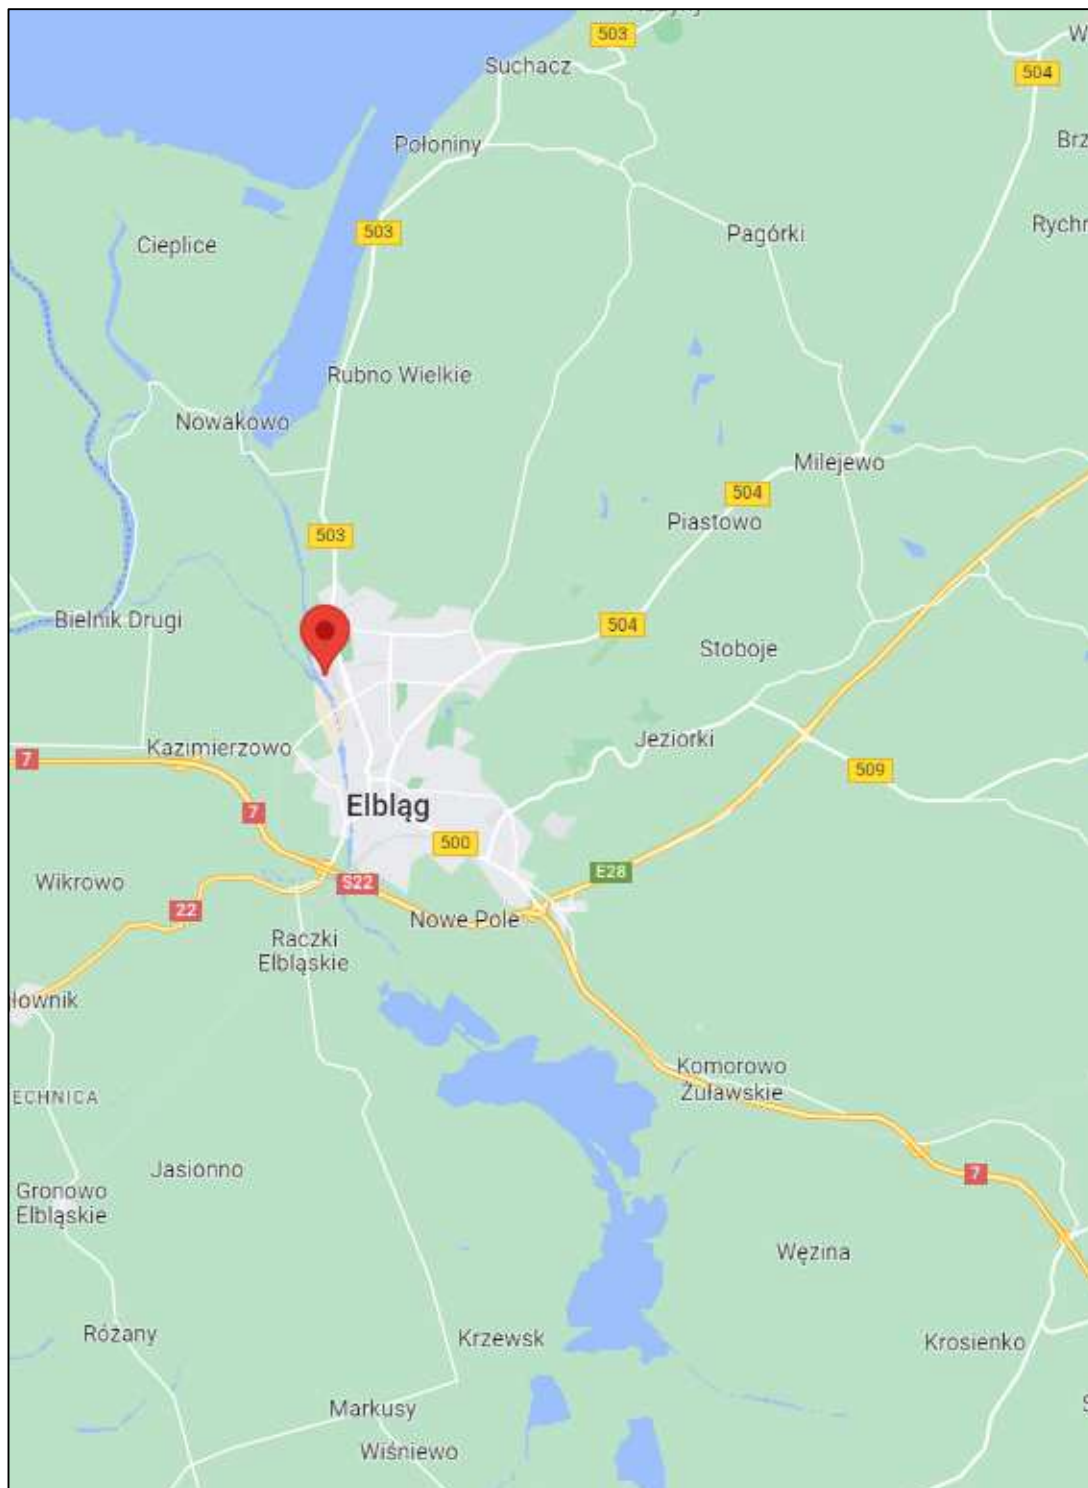 503
Suchacz
504
Połoniny
503
Pagórki
Cieplice
Rubno Wielkie
Nowakowo
Milejewo
504
Piastowo
503
Bielnik Drugi
504
Stoboje
Jeziorki
Kazimierzowo
7
509
7
Elbląg
500
E28
Wikrowo
S22
22
Nowe Pole
Raczki
Elbląskie
łownik
Komorowo
Żuławskie
ECHNICA
Jasionno
7
Gronowo
Elbląskie
Węzina
Różany
Krzewsk
Krosienko
Markusy
Wiśniewo